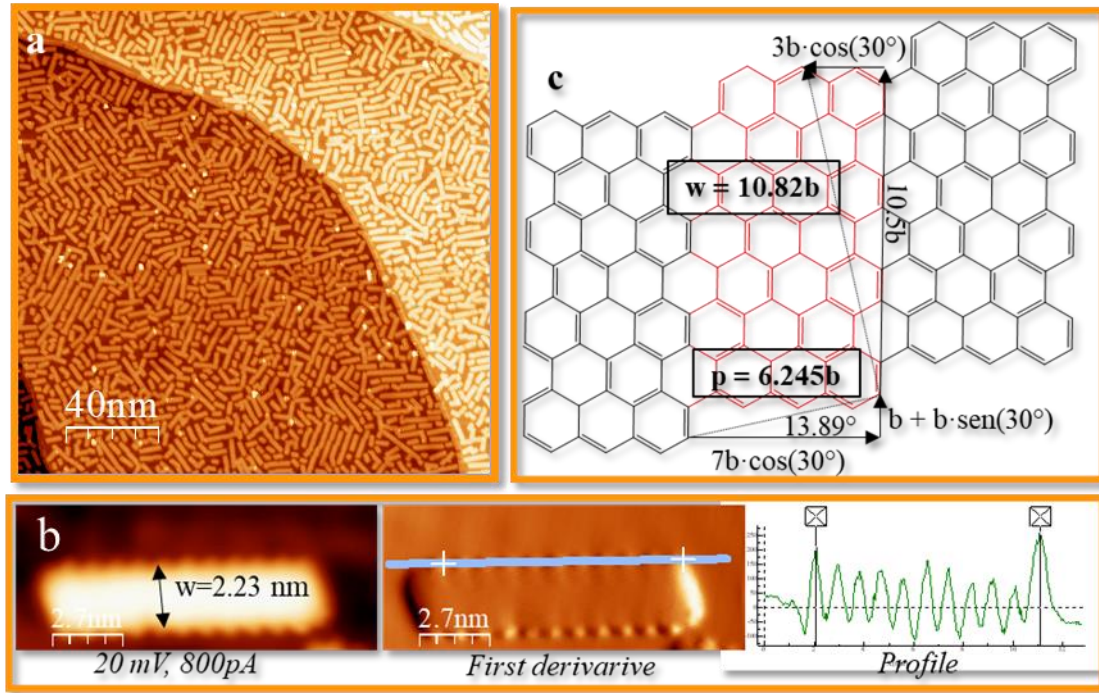 a
40nm
c
3b·cos(30°)
w = 10.82b
10.5b
p = 6.245b
13.89°
b + b·sen(30°)
7b·cos(30°)
b
w=2.23 nm
2.7nm
2.7nm
20 mV, 800pA
First derivarive
Profile